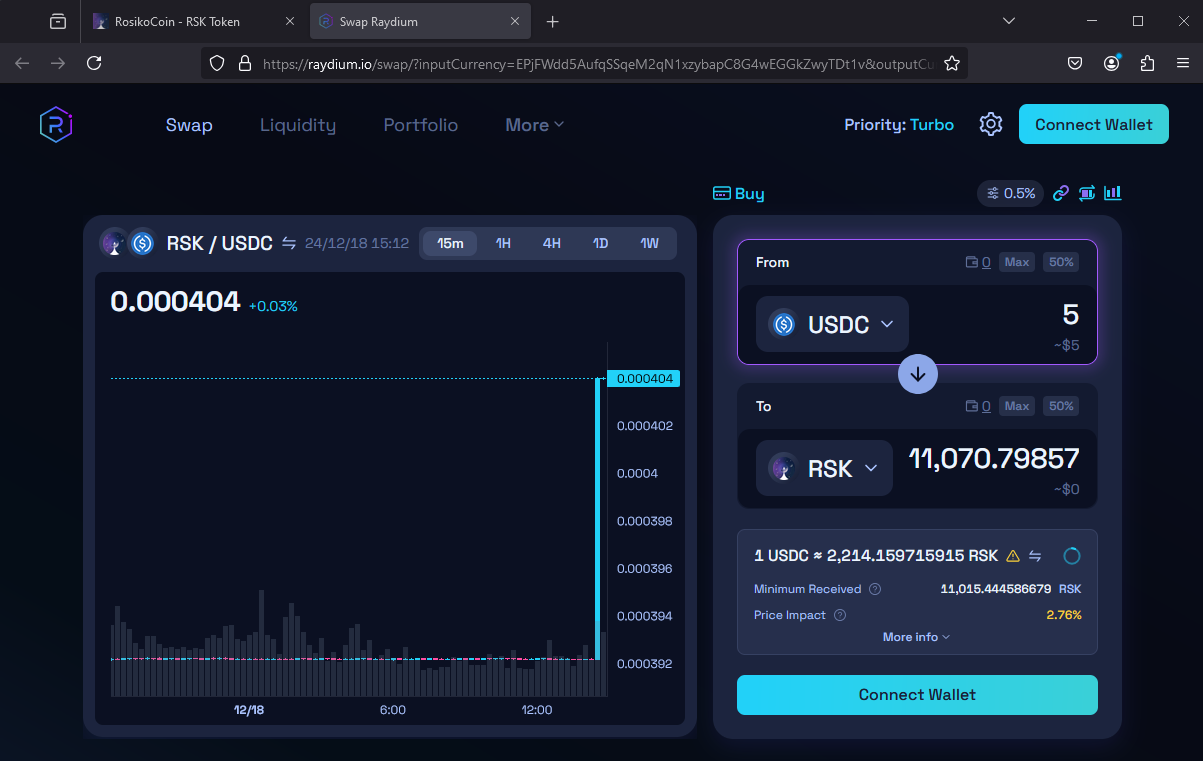 RosikoCoin - RSK Token
Swap Raydium
https://raydium.io/swap/?inputCurrency=EPjFWdd5AufqSSqeM2qN1xzybapC8G4wEGGkZwyTDt1v&outputCu
Swap Liquidity Portfolio More Priority: Turbo Connect Wallet
Buy 0.5%
RSK / USDC 24/12/18 15:12 15m 1H 4H 1D 1W
0.000404 +0.03%
0.000404
0.000402
0.0004
0.000398
0.000396
0.000394
0.000392
12/18 6:00 12:00
From 0 Max 50%
USDC 5
~$5
To 0 Max 50%
RSK 11,070.79857
~$0
1 USDC ≈ 2,214.159715915 RSK
Minimum Received 11,015.444586679 RSK
Price Impact 2.76%
More info
Connect Wallet